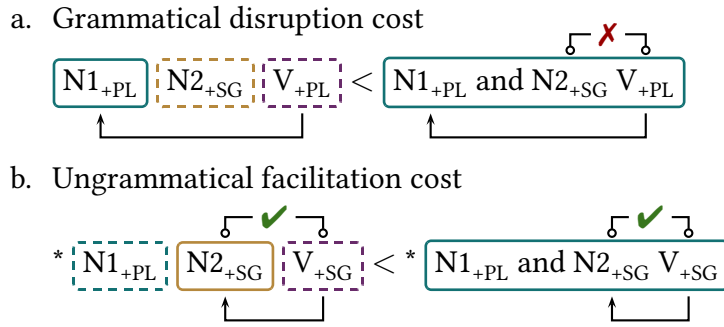 a. Grammatical disruption cost
✗
N1+PL N2+SG V+PL < N1+PL and N2+SG V+PL
b. Ungrammatical facilitation cost
✔ ✔
* N1+PL N2+SG V+SG < * N1+PL and N2+SG V+SG